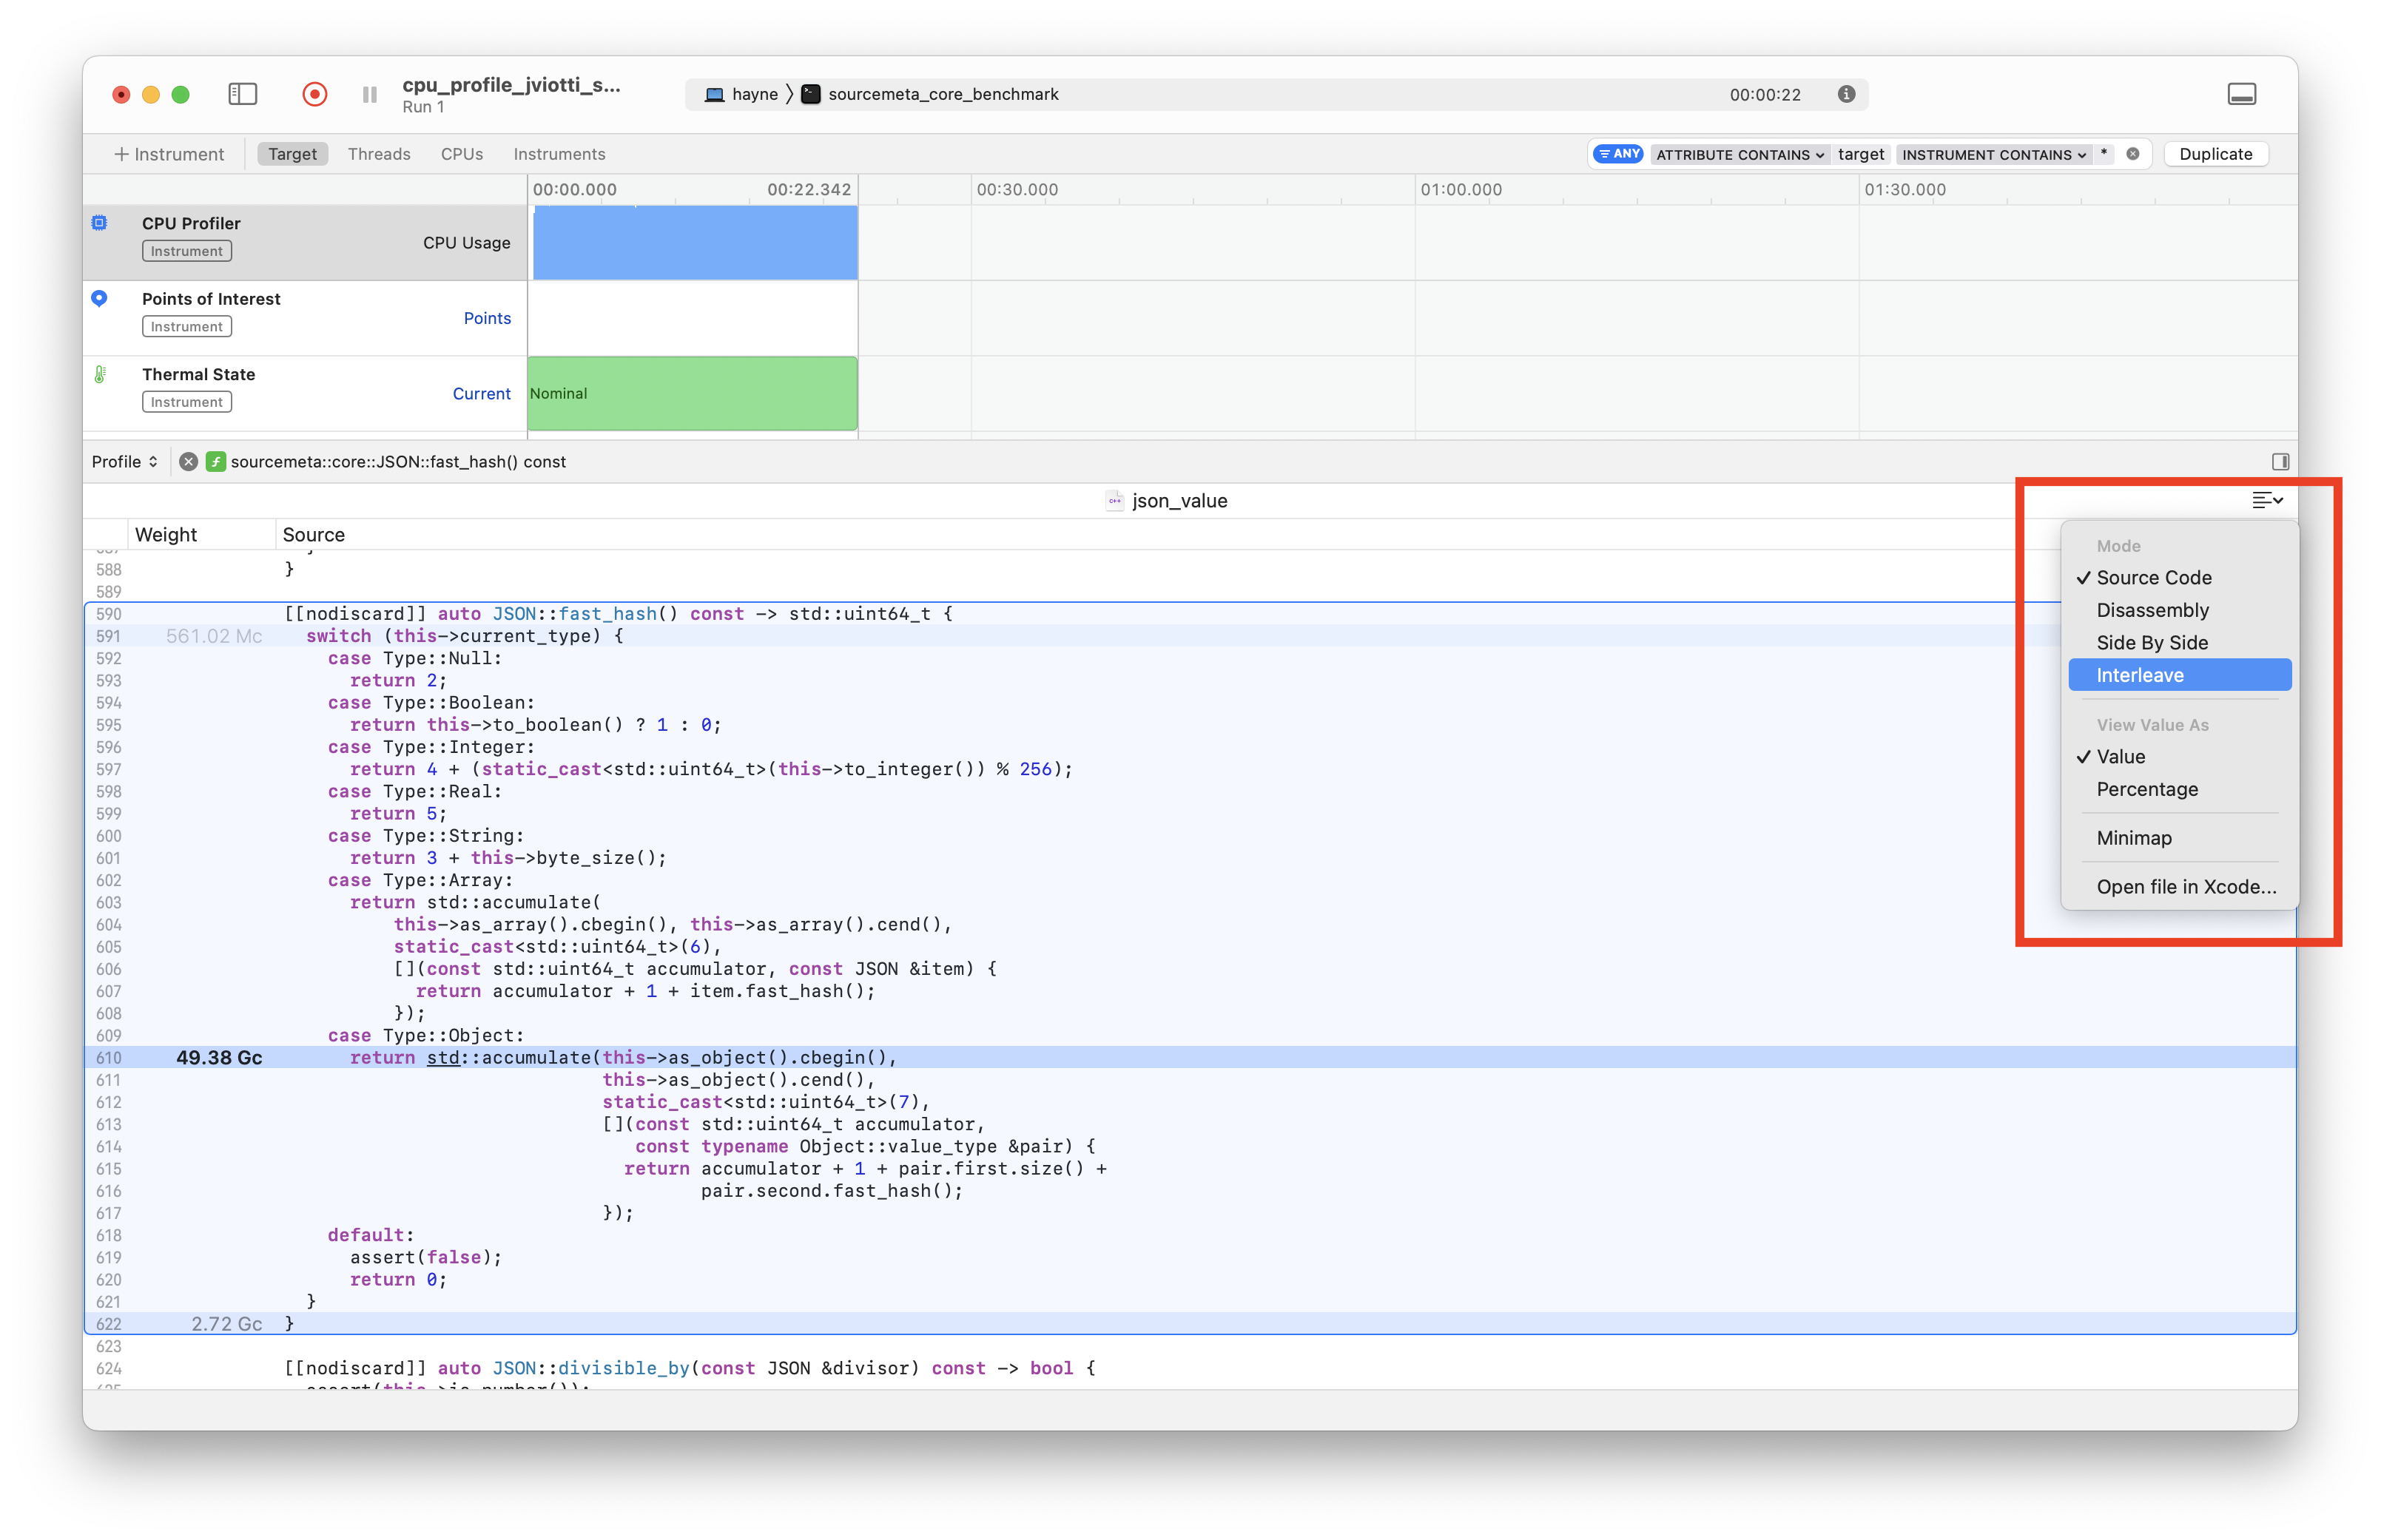 cpu_profile_jviotti_s...
Run 1
hayne 〉 sourcemeta_core_benchmark
00:00:22
+ Instrument
Target
Threads
CPUs
Instruments
ANY
ATTRIBUTE CONTAINS
target
INSTRUMENT CONTAINS
*
Duplicate
00:00.000
00:22.342
00:30.000
01:00.000
01:30.000
CPU Profiler
Instrument
CPU Usage
Points of Interest
Instrument
Points
Thermal State
Instrument
Current
Nominal
Profile
f
sourcemeta::core::JSON::fast_hash() const
c++
json_value
Weight
Source
588 }
589
590 [[nodiscard]] auto JSON::fast_hash() const -> std::uint64_t {
591 561.02 Mc switch (this->current_type) {
592 case Type::Null:
593 return 2;
594 case Type::Boolean:
595 return this->to_boolean() ? 1 : 0;
596 case Type::Integer:
597 return 4 + (static_cast<std::uint64_t>(this->to_integer()) % 256);
598 case Type::Real:
599 return 5;
600 case Type::String:
601 return 3 + this->byte_size();
602 case Type::Array:
603 return std::accumulate(
604 this->as_array().cbegin(), this->as_array().cend(),
605 static_cast<std::uint64_t>(6),
606 [](const std::uint64_t accumulator, const JSON &item) {
607 return accumulator + 1 + item.fast_hash();
608 });
609 case Type::Object:
610 49.38 Gc return std::accumulate(this->as_object().cbegin(),
611 this->as_object().cend(),
612 static_cast<std::uint64_t>(7),
613 [](const std::uint64_t accumulator,
614 const typename Object::value_type &pair) {
615 return accumulator + 1 + pair.first.size() +
616 pair.second.fast_hash();
617 });
618 default:
619 assert(false);
620 return 0;
621 }
622 2.72 Gc }
623
624 [[nodiscard]] auto JSON::divisible_by(const JSON &divisor) const -> bool {
Mode
✓ Source Code
Disassembly
Side By Side
Interleave
View Value As
✓ Value
Percentage
Minimap
Open file in Xcode...